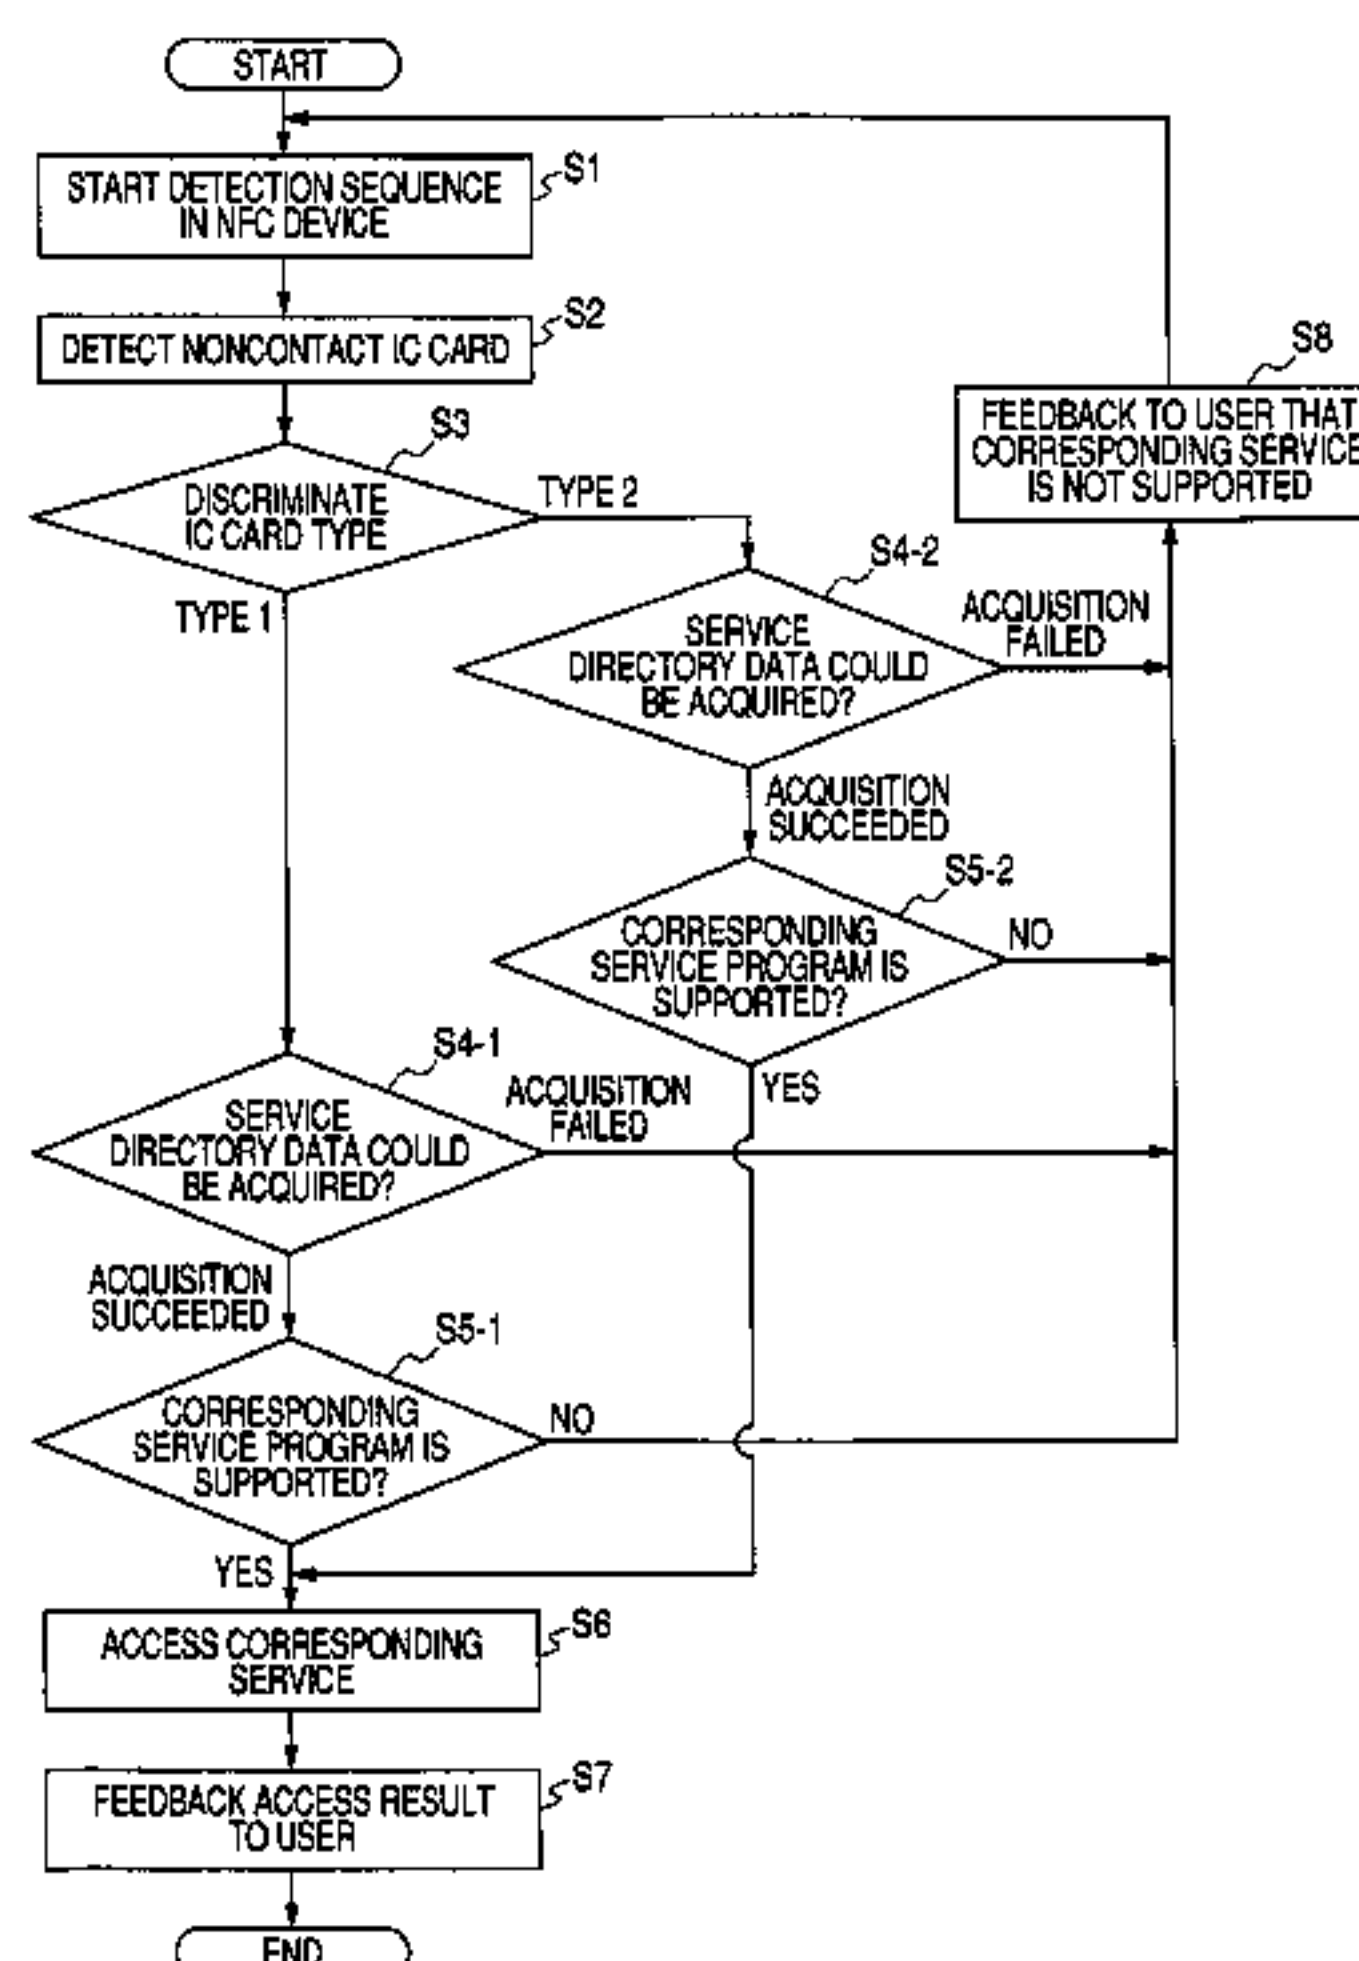 START
START DETECTION SEQUENCE
IN NFC DEVICE
S1
DETECT NONCONTACT IC CARD
S2
S3
DISCRIMINATE
IC CARD TYPE
TYPE 2
TYPE 1
S8
FEEDBACK TO USER THAT
CORRESPONDING SERVICE
IS NOT SUPPORTED
S4-2
SERVICE
DIRECTORY DATA COULD
BE ACQUIRED?
ACQUISITION
FAILED
ACQUISITION
SUCCEEDED
S5-2
CORRESPONDING
SERVICE PROGRAM IS
SUPPORTED?
NO
YES
S4-1
SERVICE
DIRECTORY DATA COULD
BE ACQUIRED?
ACQUISITION
FAILED
ACQUISITION
SUCCEEDED
S5-1
CORRESPONDING
SERVICE PROGRAM IS
SUPPORTED?
NO
YES
ACCESS CORRESPONDING
SERVICE
S6
FEEDBACK ACCESS RESULT
TO USER
S7
END